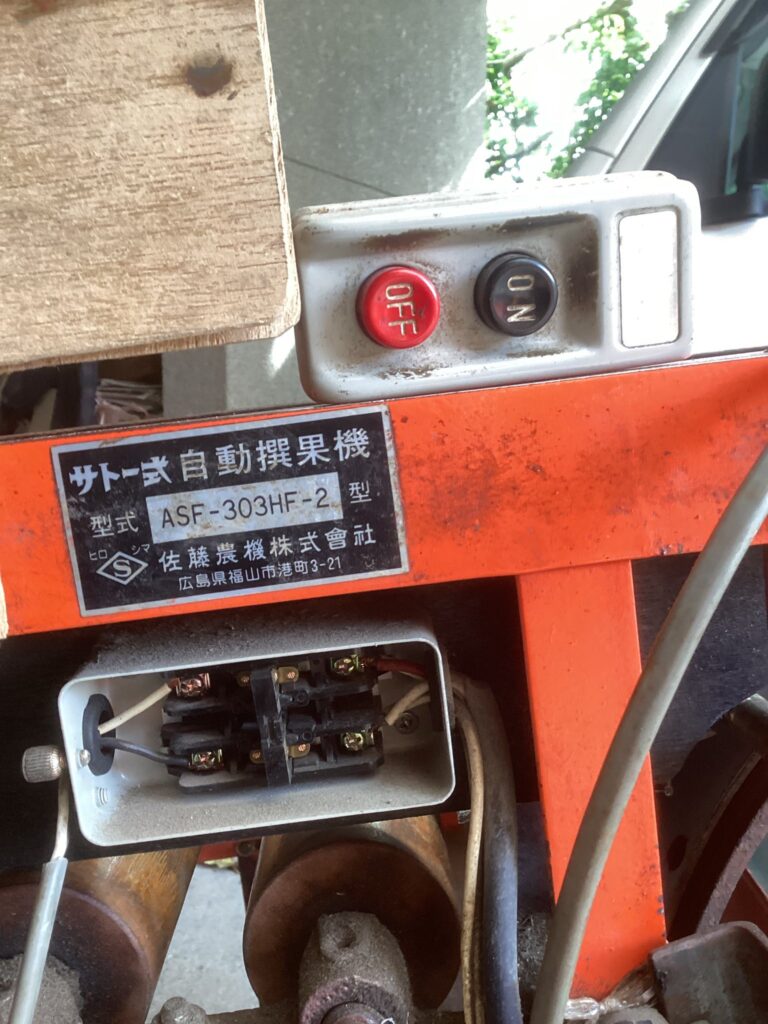 OFF
ON
サトー式自動撰果機
型式 ASF-303HF-2 型
ヒロ シマ
S 佐藤農機株式會社
広島県福山市港町3-21